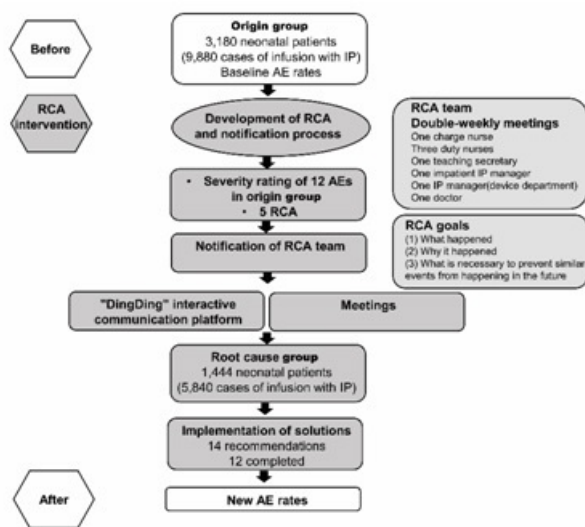 Before
Origin group
3,180 neonatal patients
(9,880 cases of infusion with IP)
Baseline AE rates
RCA
intervention
Development of RCA
and notification process
RCA team
Double-weekly meetings
One charge nurse
Three duty nurses
One teaching secretary
One impatient IP manager
One IP manager(device department)
One doctor
• Severity rating of 12 AEs
in origin group
• 5 RCA
RCA goals
(1) What happened
(2) Why it happened
(3) What is necessary to prevent similar
events from happening in the future
Notification of RCA team
"DingDing" interactive
communication platform
Meetings
Root cause group
1,444 neonatal patients
(5,840 cases of infusion with IP)
Implementation of solutions
14 recommendations
12 completed
After
New AE rates